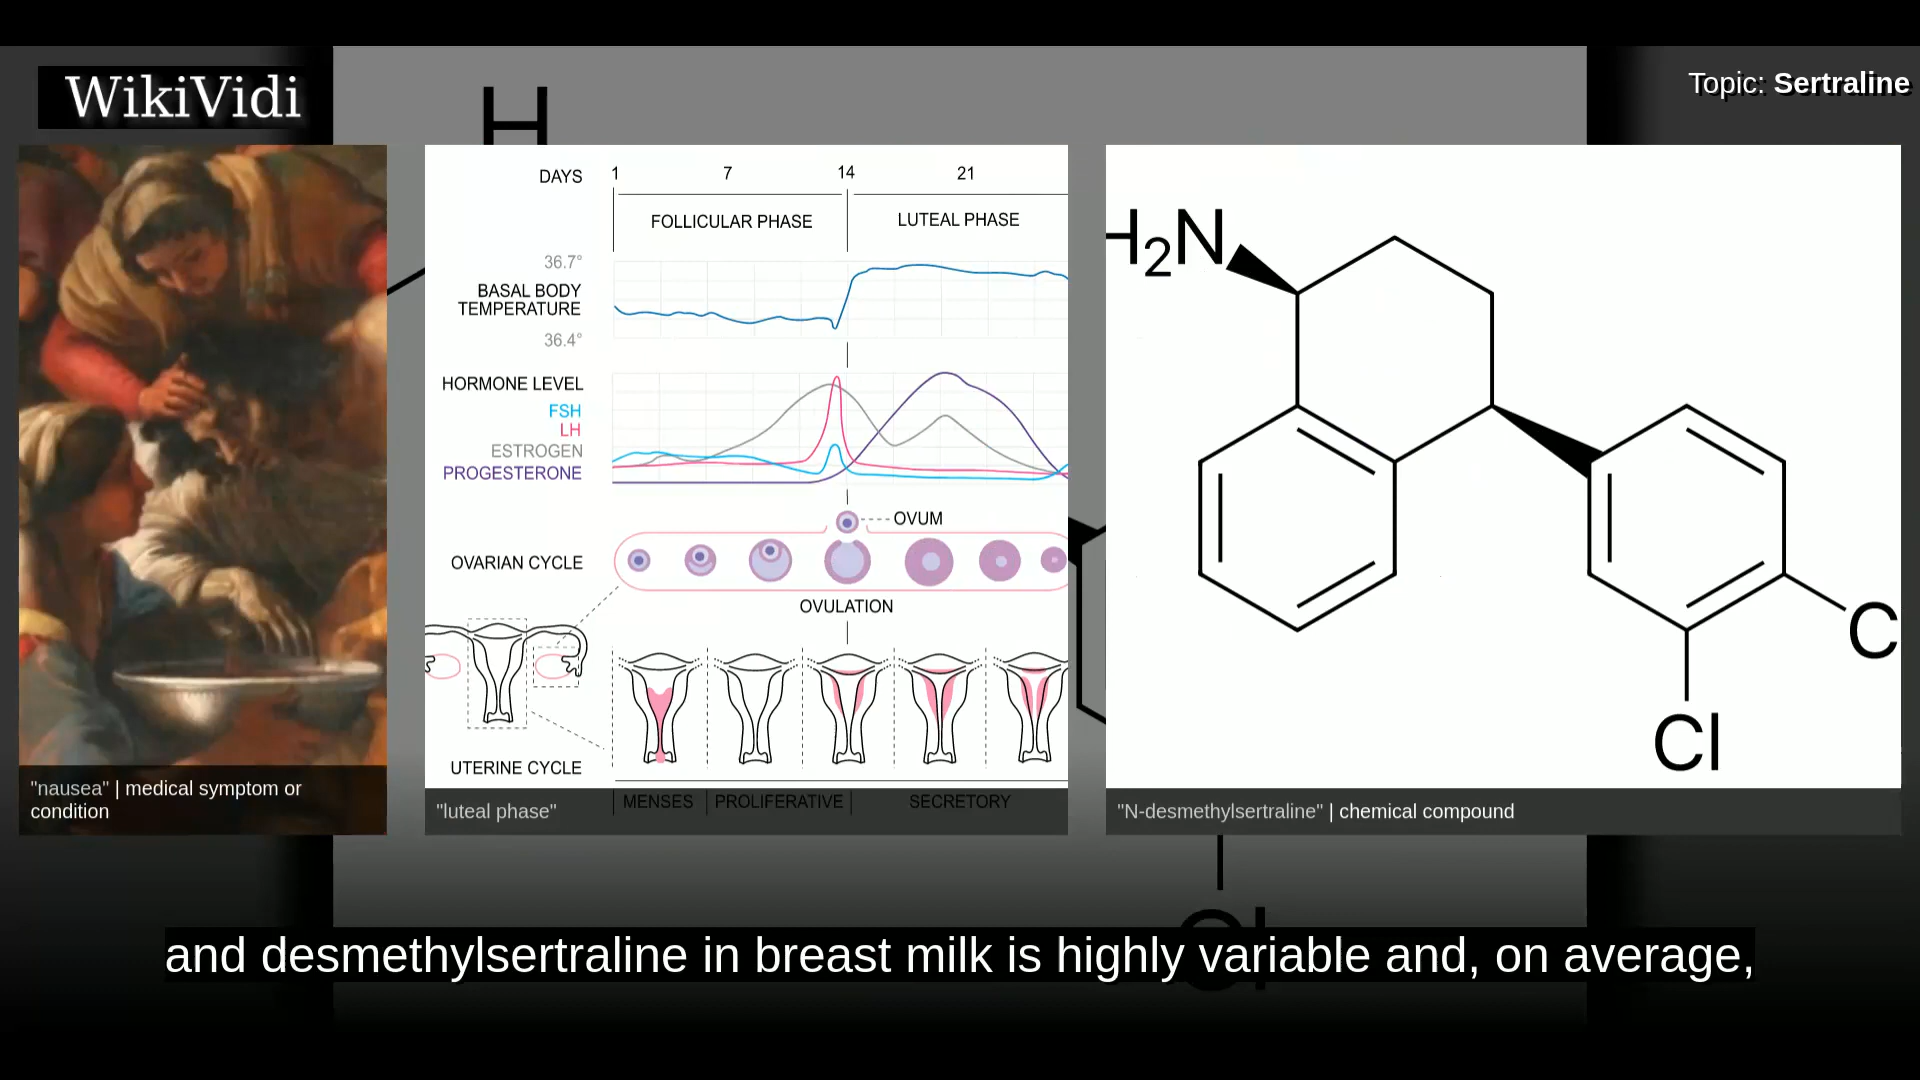 WikiVidi
Topic: Sertraline
H
DAYS 1 7 14 21
FOLLICULAR PHASE LUTEAL PHASE
36.7°
BASAL BODY
TEMPERATURE
36.4°
HORMONE LEVEL
FSH
LH
ESTROGEN
PROGESTERONE
OVUM
OVARIAN CYCLE
OVULATION
UTERINE CYCLE
MENSES PROLIFERATIVE SECRETORY
H₂N
C
Cl
"nausea" | medical symptom or
condition
"luteal phase"
"N-desmethylsertraline" | chemical compound
Cl
and desmethylsertraline in breast milk is highly variable and, on average,